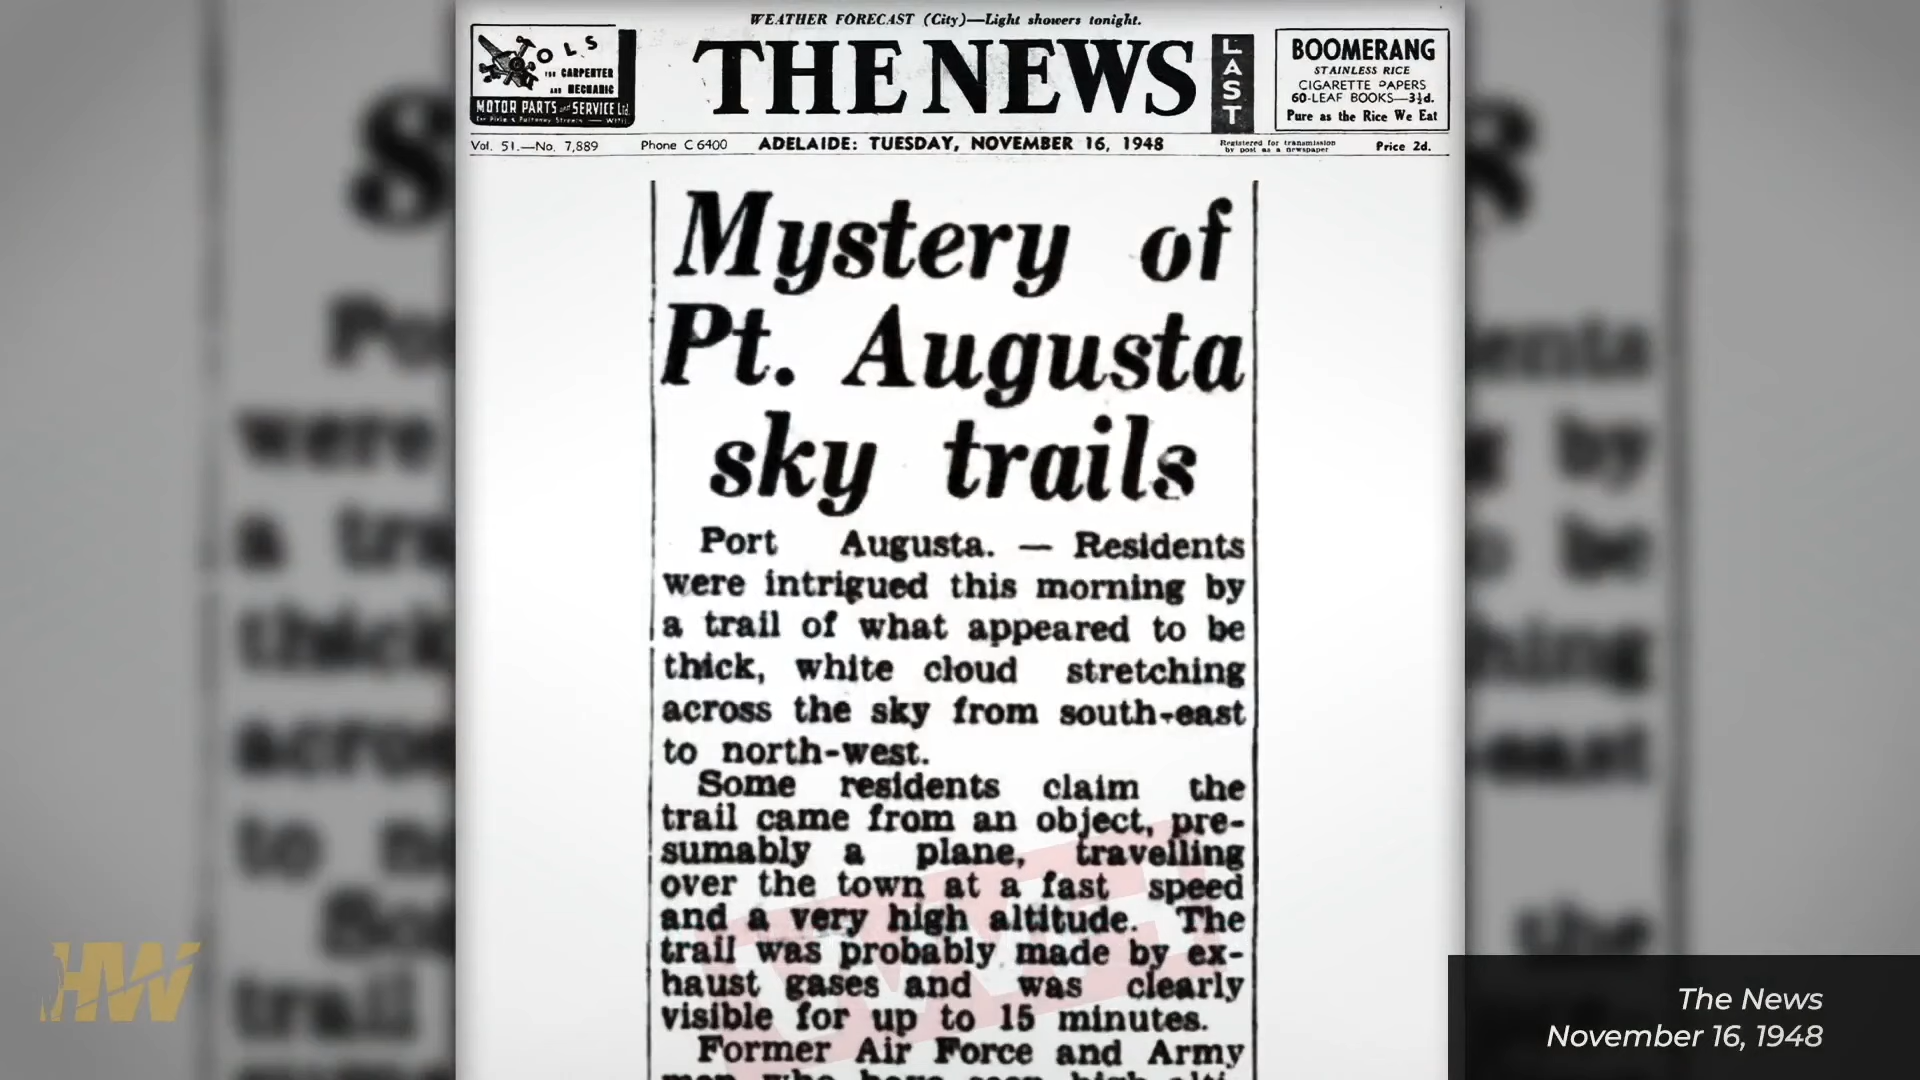 WEATHER FORECAST (City)—Light showers tonight.
TOOLS
FOR CARPENTER
AND MECHANIC
MOTOR PARTS and SERVICE Ltd.
THE NEWS
LAST
BOOMERANG
STAINLESS RICE
CIGARETTE PAPERS
60-LEAF BOOKS—3½d.
Pure as the Rice We Eat
Vol. 51.—No. 7,889
Phone C 6400
ADELAIDE: TUESDAY, NOVEMBER 16, 1948
Registered for transmission
by post as a newspaper
Price 2d.
Mystery of
Pt. Augusta
sky trails
Port Augusta. — Residents
were intrigued this morning by
a trail of what appeared to be
thick, white cloud stretching
across the sky from south-east
to north-west.
Some residents claim the
trail came from an object, pre-
sumably a plane, travelling
over the town at a fast speed
and a very high altitude. The
trail was probably made by ex-
haust gases and was clearly
visible for up to 15 minutes.
Former Air Force and Army
HW
The News
November 16, 1948